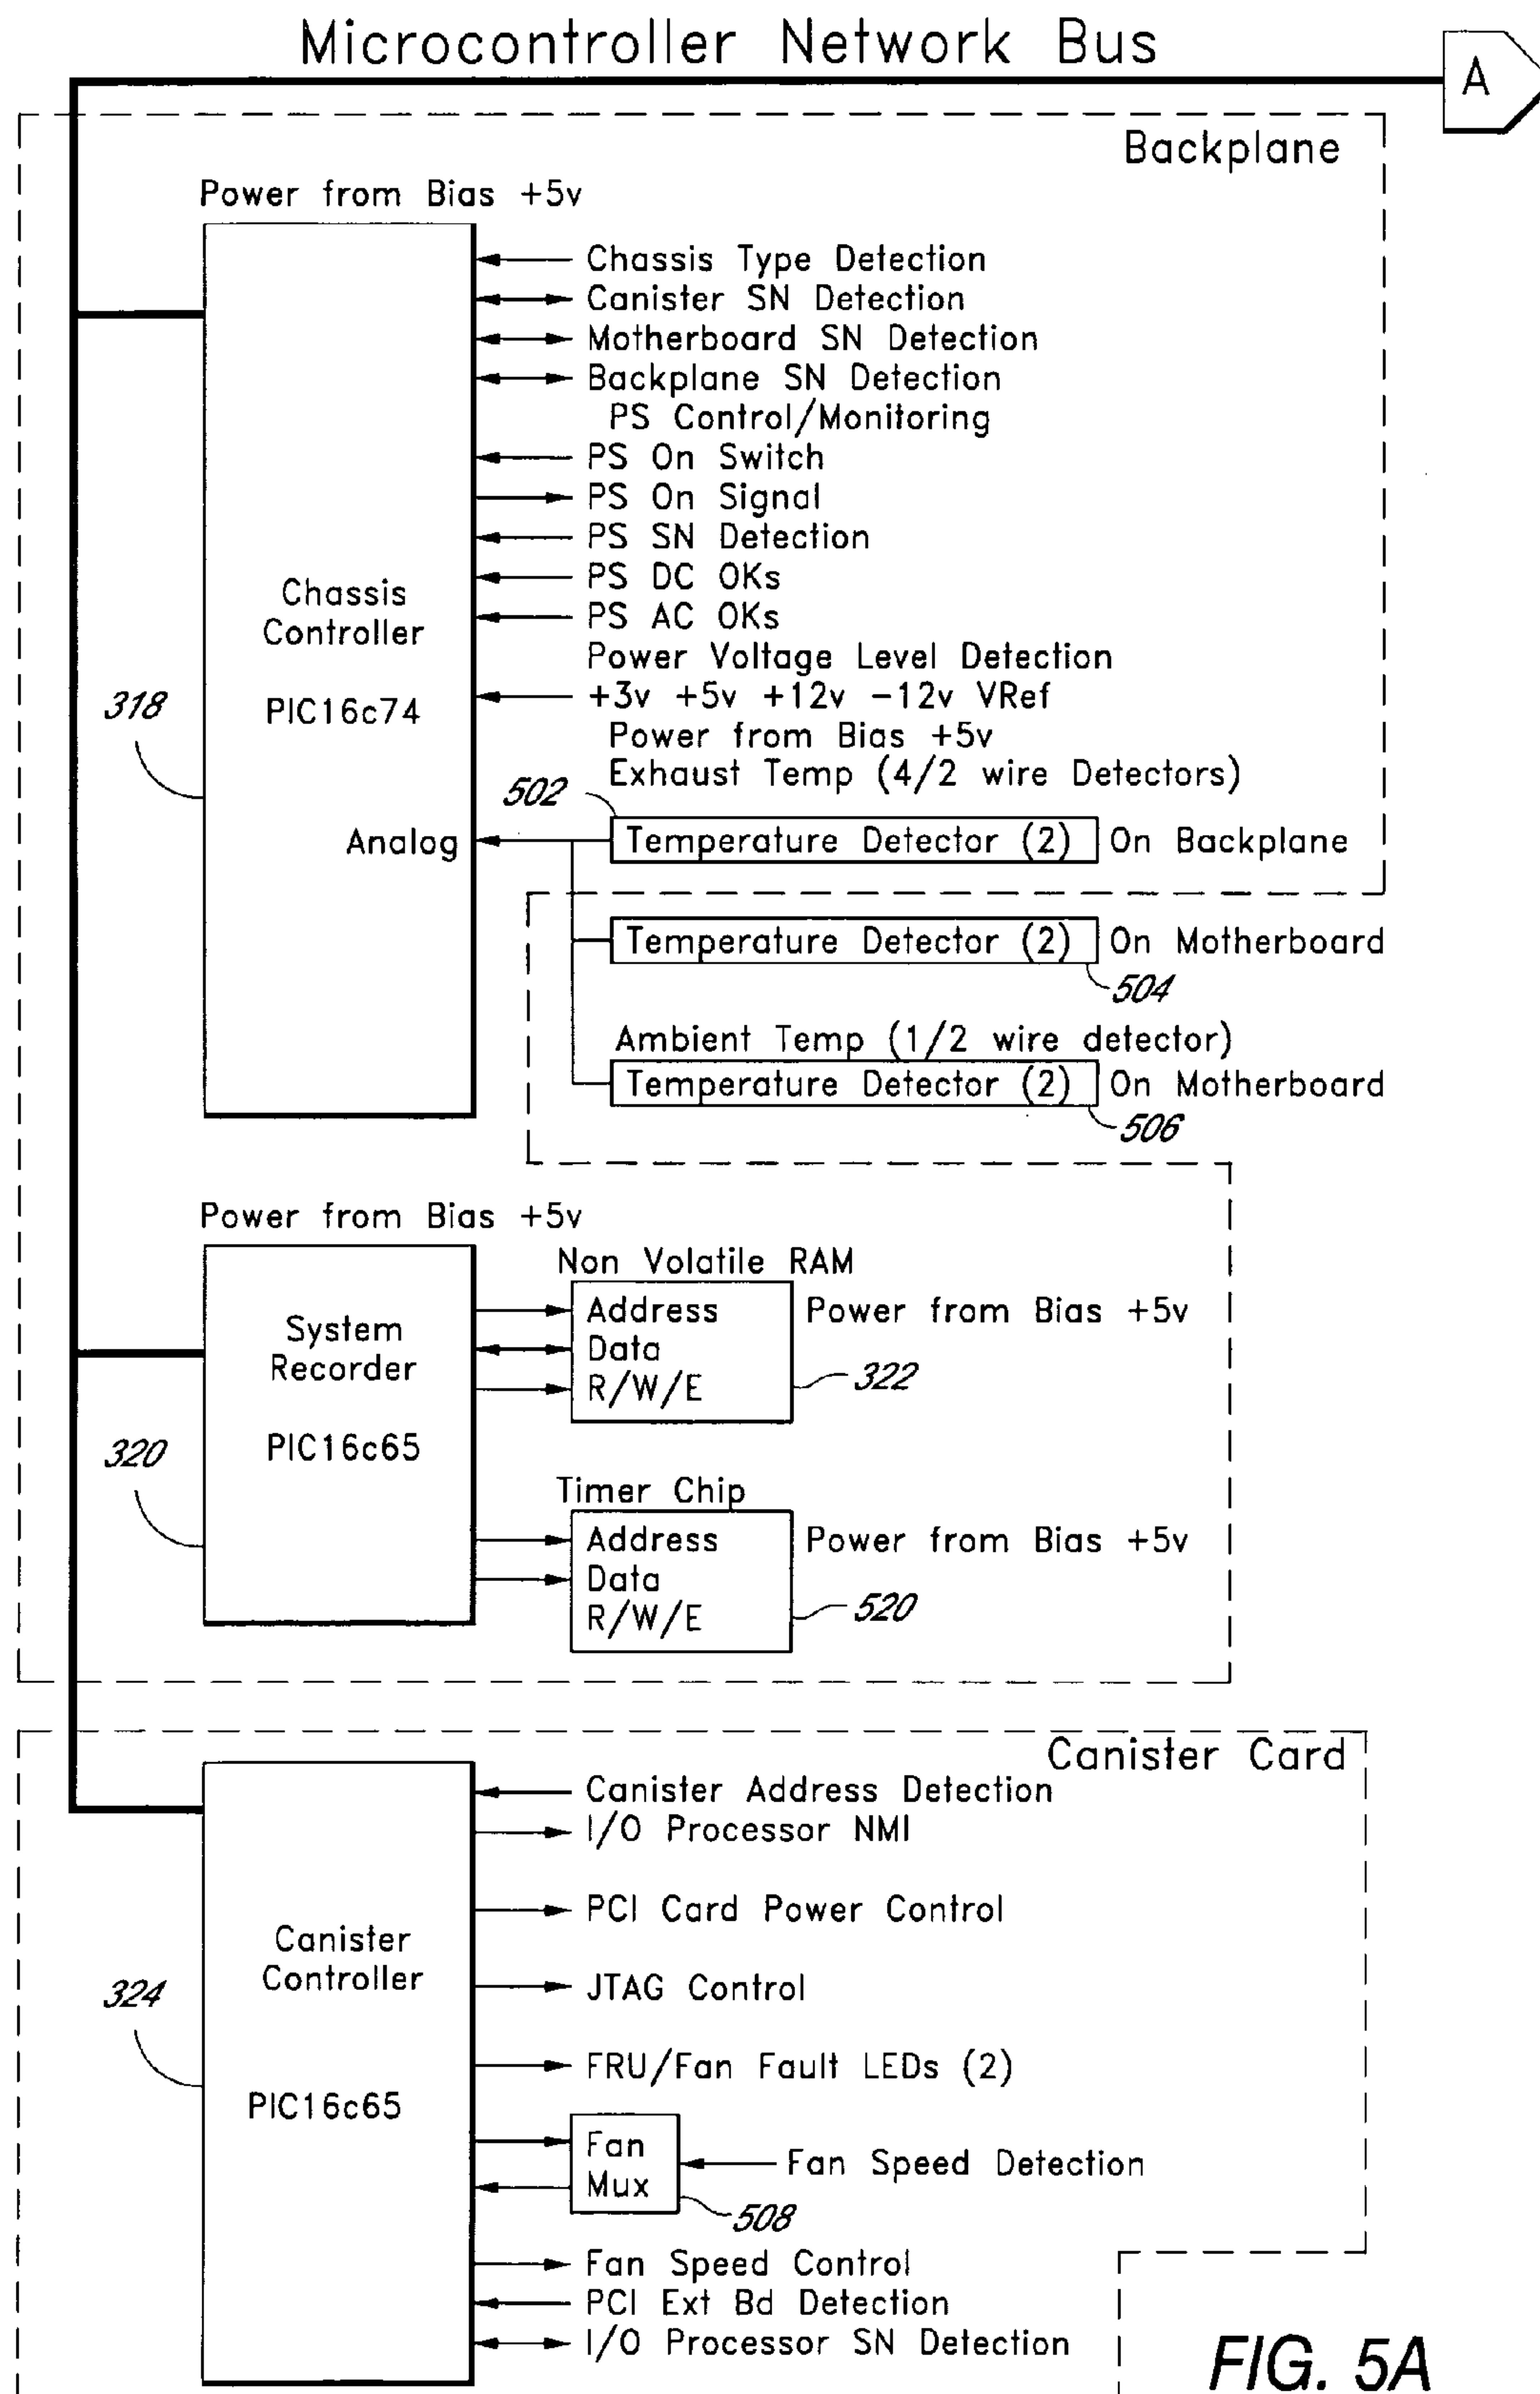 Microcontroller Network Bus
A
Backplane
Power from Bias +5v
Chassis Type Detection
Canister SN Detection
Motherboard SN Detection
Backplane SN Detection
PS Control/Monitoring
PS On Switch
PS On Signal
PS SN Detection
PS DC OKs
PS AC OKs
Power Voltage Level Detection
+3v +5v +12v -12v VRef
Power from Bias +5v
Exhaust Temp (4/2 wire Detectors)
Chassis
Controller
PIC16c74
318
Analog
502
Temperature Detector (2) On Backplane
Temperature Detector (2) On Motherboard
504
Ambient Temp (1/2 wire detector)
Temperature Detector (2) On Motherboard
506
Power from Bias +5v
System
Recorder
PIC16c65
320
Non Volatile RAM
Address
Data
R/W/E
Power from Bias +5v
322
Timer Chip
Address
Data
R/W/E
Power from Bias +5v
520
Canister Card
Canister
Controller
PIC16c65
324
Canister Address Detection
I/O Processor NMI
PCI Card Power Control
JTAG Control
FRU/Fan Fault LEDs (2)
Fan
Mux
Fan Speed Detection
508
Fan Speed Control
PCI Ext Bd Detection
I/O Processor SN Detection
FIG. 5A